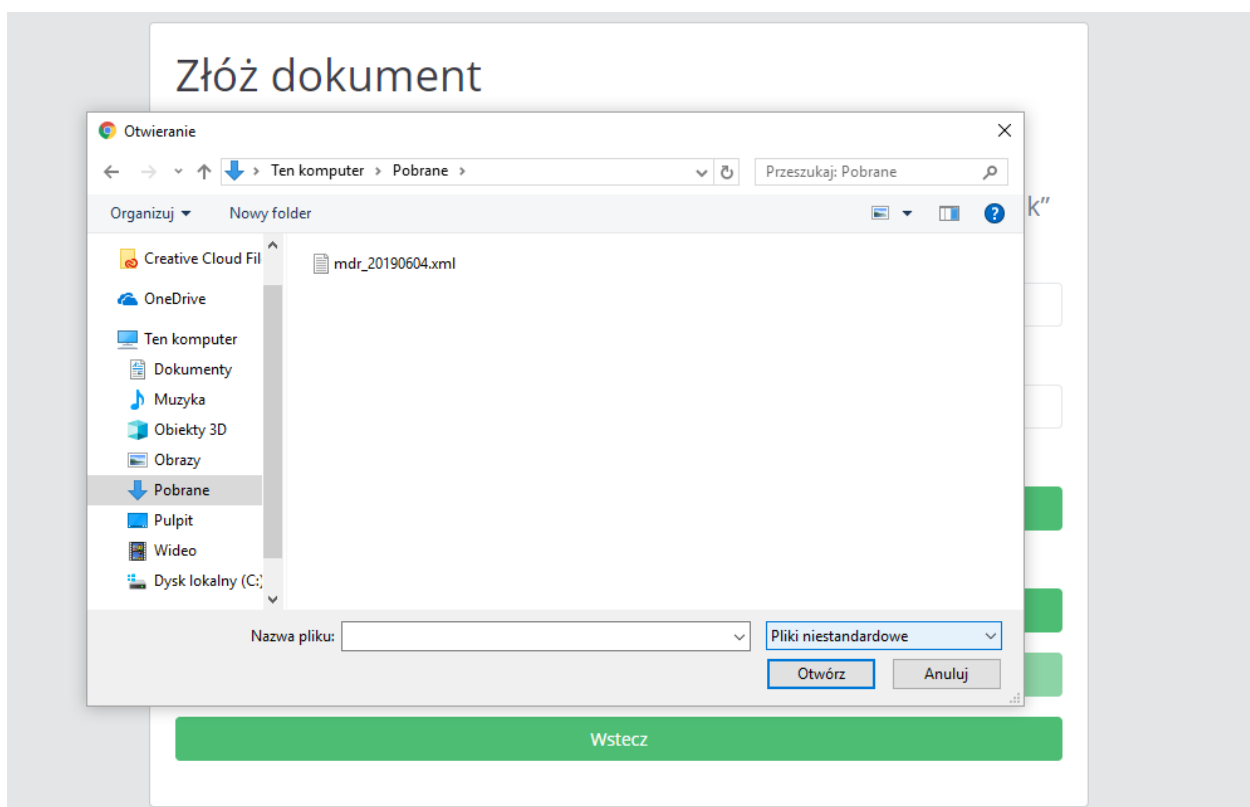 Złóż dokument
Otwieranie
Ten komputer > Pobrane >
Przeszukaj: Pobrane
Organizuj
Nowy folder
k”
Creative Cloud Fil
OneDrive
Ten komputer
Dokumenty
Muzyka
Obiekty 3D
Obrazy
Pobrane
Pulpit
Wideo
Dysk lokalny (C:)
mdr_20190604.xml
Nazwa pliku:
Pliki niestandardowe
Otwórz
Anuluj
Wstecz